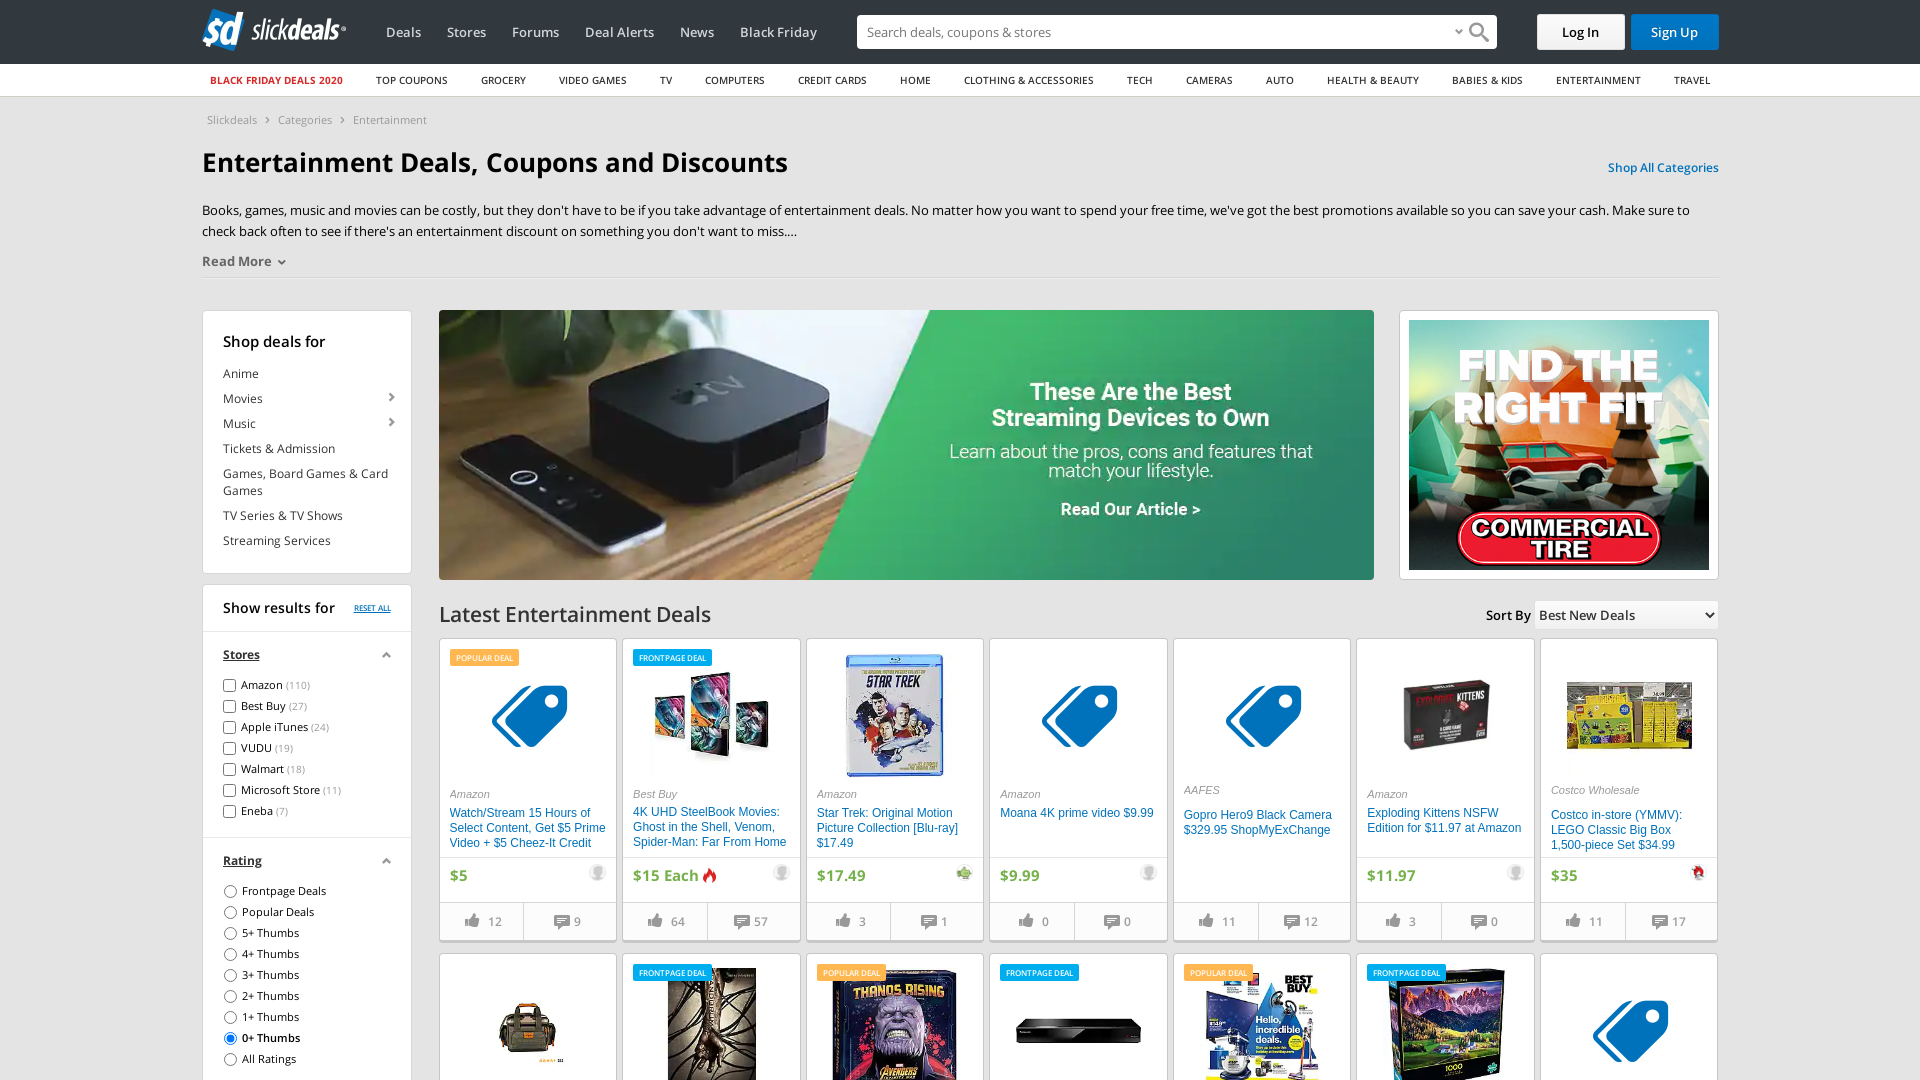 sd slickdeals
Deals
Stores
Forums
Deal Alerts
News
Black Friday
Search deals, coupons & stores
Log In
Sign Up
BLACK FRIDAY DEALS 2020
TOP COUPONS
GROCERY
VIDEO GAMES
TV
COMPUTERS
CREDIT CARDS
HOME
CLOTHING & ACCESSORIES
TECH
CAMERAS
AUTO
HEALTH & BEAUTY
BABIES & KIDS
ENTERTAINMENT
TRAVEL
Slickdeals > Categories > Entertainment
Entertainment Deals, Coupons and Discounts
Shop All Categories
Books, games, music and movies can be costly, but they don't have to be if you take advantage of entertainment deals. No matter how you want to spend your free time, we've got the best promotions available so you can save your cash. Make sure to
check back often to see if there's an entertainment discount on something you don't want to miss....
Read More
Shop deals for
Anime
Movies
Music
Tickets & Admission
Games, Board Games & Card
Games
TV Series & TV Shows
Streaming Services
tv
These Are the Best
Streaming Devices to Own
Learn about the pros, cons and features that
match your lifestyle.
Read Our Article >
FIND THE
RIGHT FIT
COMMERCIAL
TIRE
Show results for
RESET ALL
Stores
Amazon (110)
Best Buy (27)
Apple iTunes (24)
VUDU (19)
Walmart (18)
Microsoft Store (11)
Eneba (7)
Rating
Frontpage Deals
Popular Deals
5+ Thumbs
4+ Thumbs
3+ Thumbs
2+ Thumbs
1+ Thumbs
0+ Thumbs
All Ratings
Latest Entertainment Deals
Sort By
Best New Deals
POPULAR DEAL
Amazon
Watch/Stream 15 Hours of
Select Content, Get $5 Prime
Video + $5 Cheez-It Credit
$5
12
9
FRONTPAGE DEAL
Best Buy
4K UHD SteelBook Movies:
Ghost in the Shell, Venom,
Spider-Man: Far From Home
$15 Each
64
57
STAR TREK
Amazon
Star Trek: Original Motion
Picture Collection [Blu-ray]
$17.49
$17.49
3
1
Amazon
Moana 4K prime video $9.99
$9.99
0
0
AAFES
Gopro Hero9 Black Camera
$329.95 ShopMyExChange
11
12
EXPLODING KITTENS
Amazon
Exploding Kittens NSFW
Edition for $11.97 at Amazon
$11.97
3
0
Costco Wholesale
Costco in-store (YMMV):
LEGO Classic Big Box
1,500-piece Set $34.99
$35
11
17
FRONTPAGE DEAL
POPULAR DEAL
THANOS RISING
AVENGERS
FRONTPAGE DEAL
POPULAR DEAL
BEST
BUY
Hello,
incredible
deals.
FRONTPAGE DEAL
1000